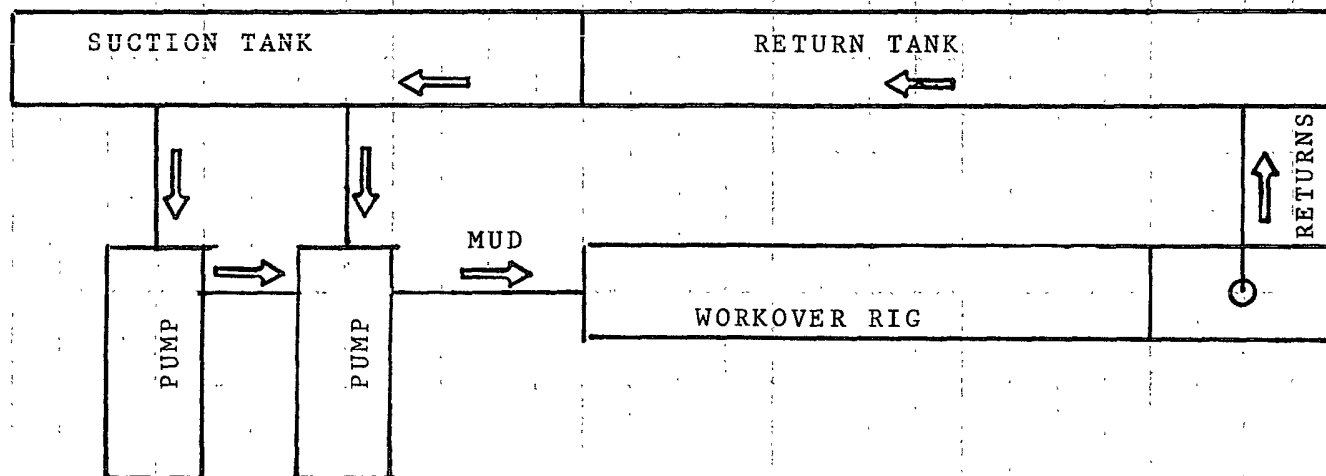 SUCTION TANK
RETURN TANK
RETURNS
MUD
WORKOVER RIG
PUMP
PUMP